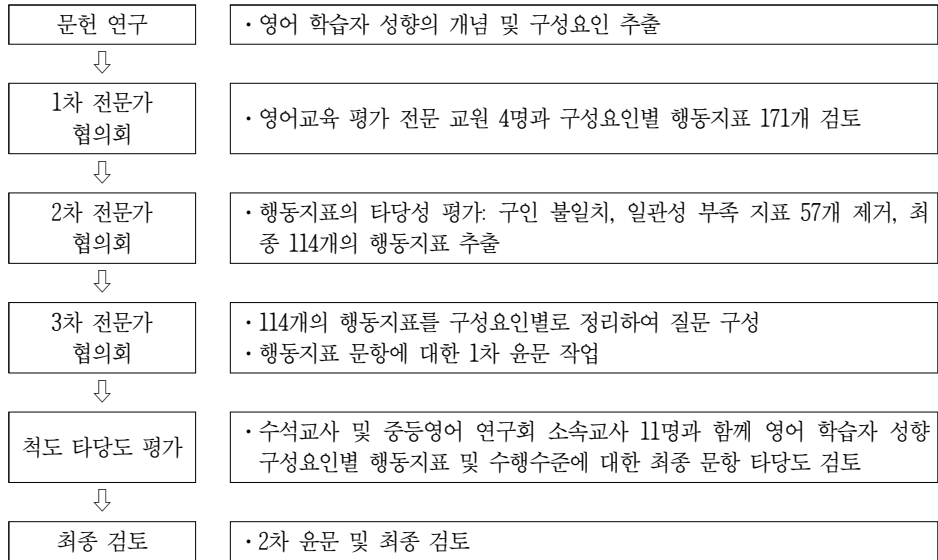 문헌 연구
· 영어 학습자 성향의 개념 및 구성요인 추출
⇩
1차 전문가
협의회
· 영어교육 평가 전문 교원 4명과 구성요인별 행동지표 171개 검토
⇩
2차 전문가
협의회
· 행동지표의 타당성 평가: 구인 불일치, 일관성 부족 지표 57개 제거, 최
종 114개의 행동지표 추출
⇩
3차 전문가
협의회
· 114개의 행동지표를 구성요인별로 정리하여 질문 구성
· 행동지표 문항에 대한 1차 윤문 작업
⇩
척도 타당도 평가
· 수석교사 및 중등영어 연구회 소속교사 11명과 함께 영어 학습자 성향
구성요인별 행동지표 및 수행수준에 대한 최종 문항 타당도 검토
⇩
최종 검토
· 2차 윤문 및 최종 검토